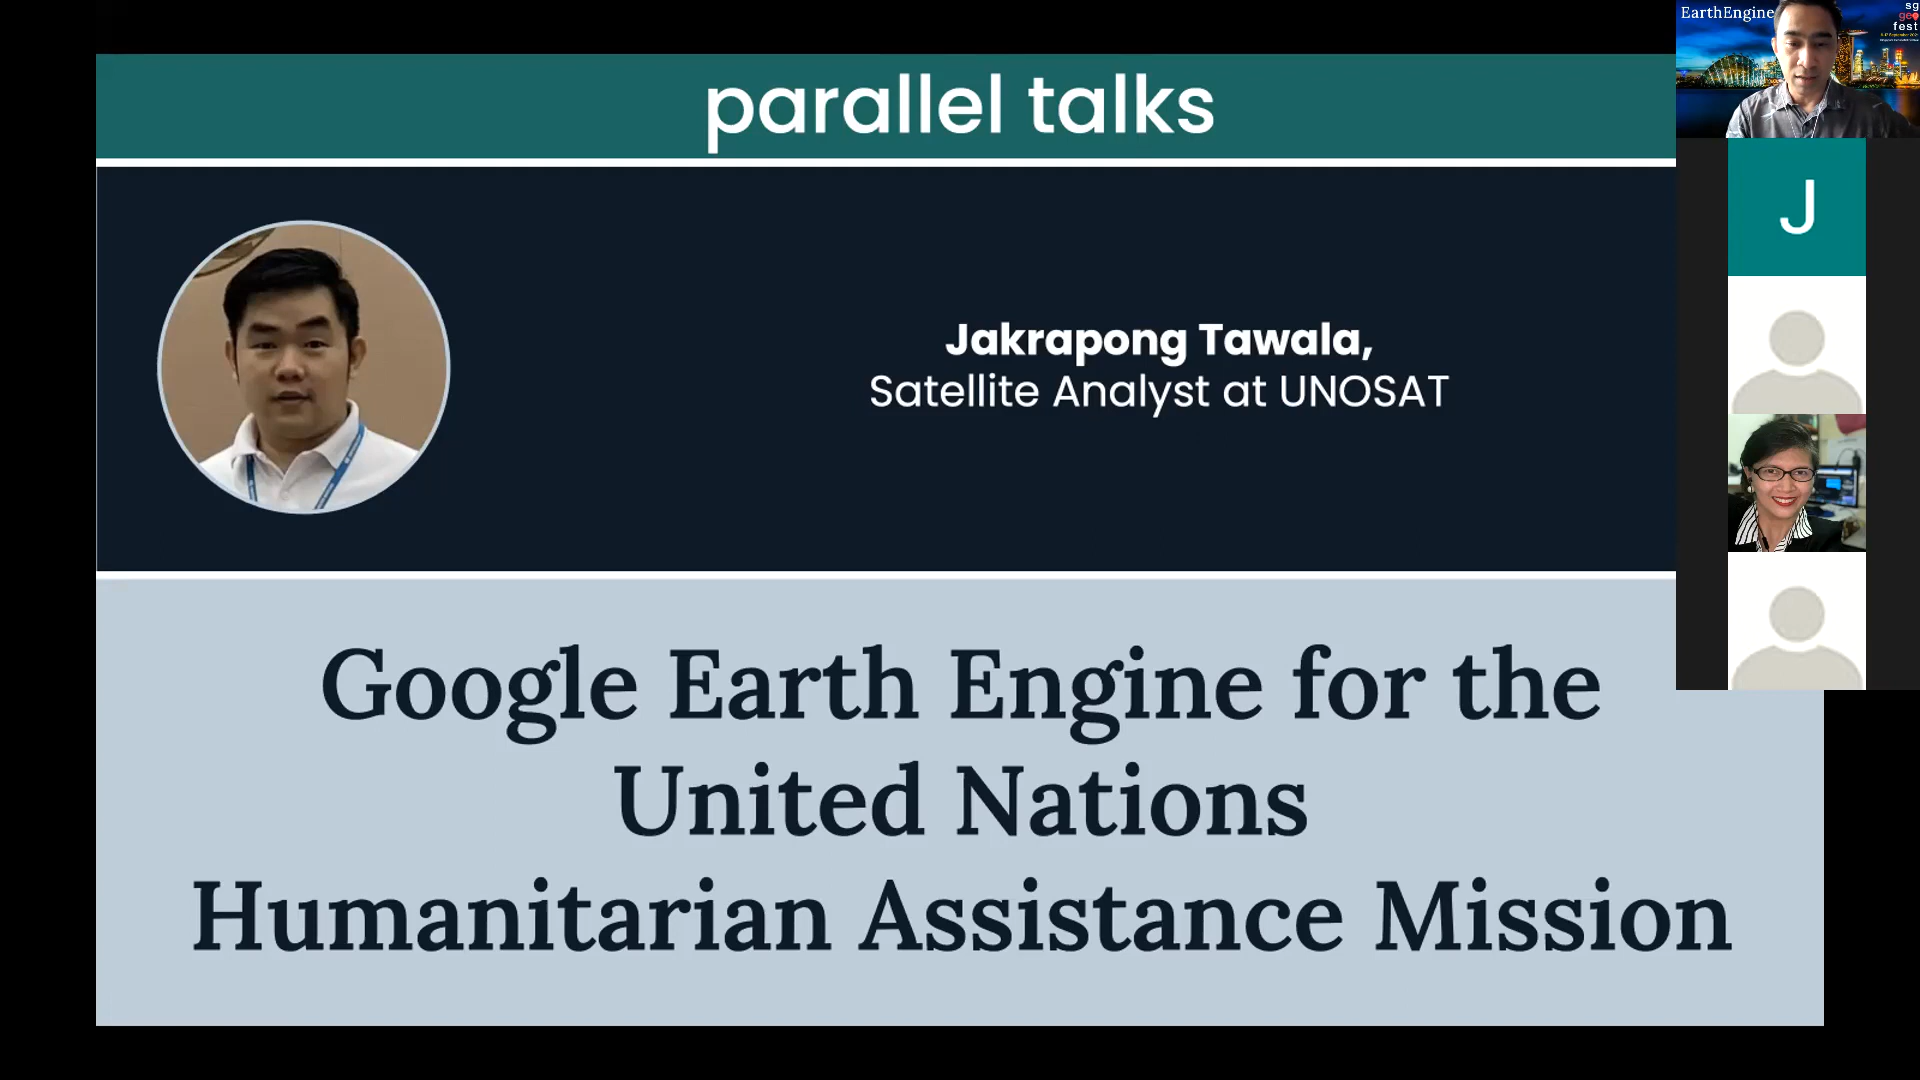 parallel talks
Jakrapong Tawala,
Satellite Analyst at UNOSAT
Google Earth Engine for the
United Nations
Humanitarian Assistance Mission
EarthEngine
sg
geo
fest
J